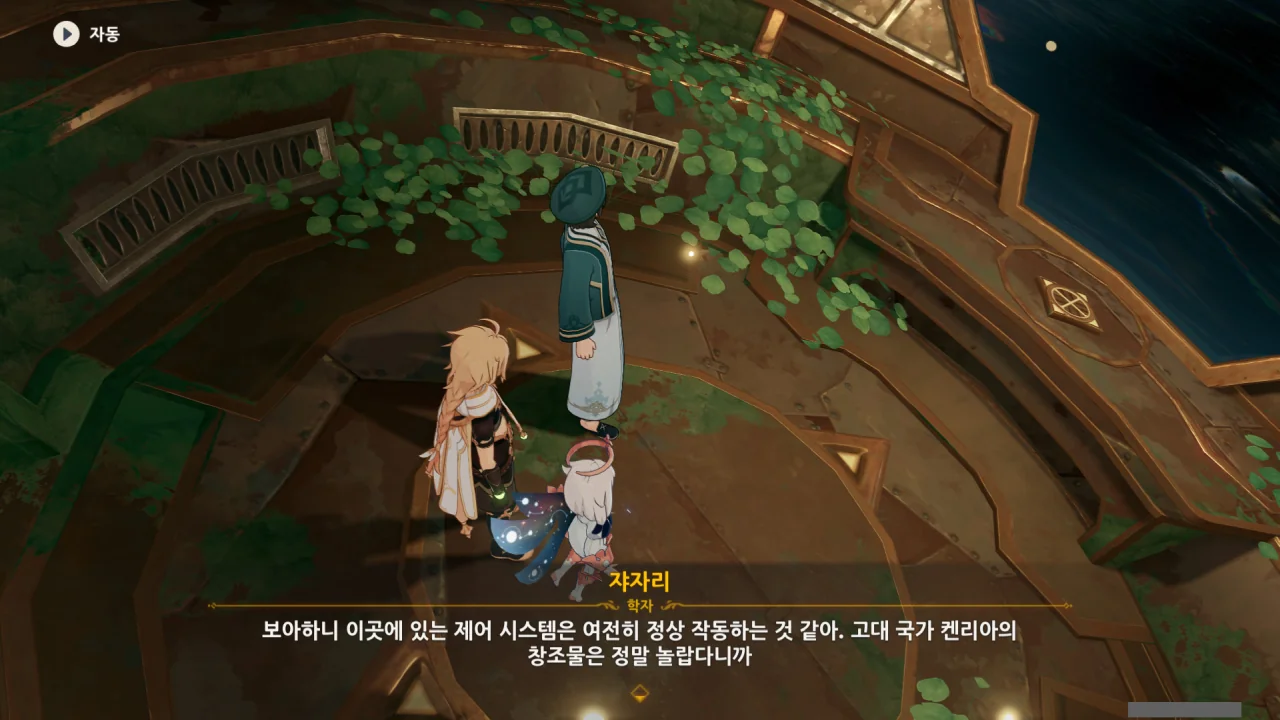 자동
쟈자리
학자
보아하니 이곳에 있는 제어 시스템은 여전히 정상 작동하는 것 같아. 고대 국가 켄리아의
창조물은 정말 놀랍다니까